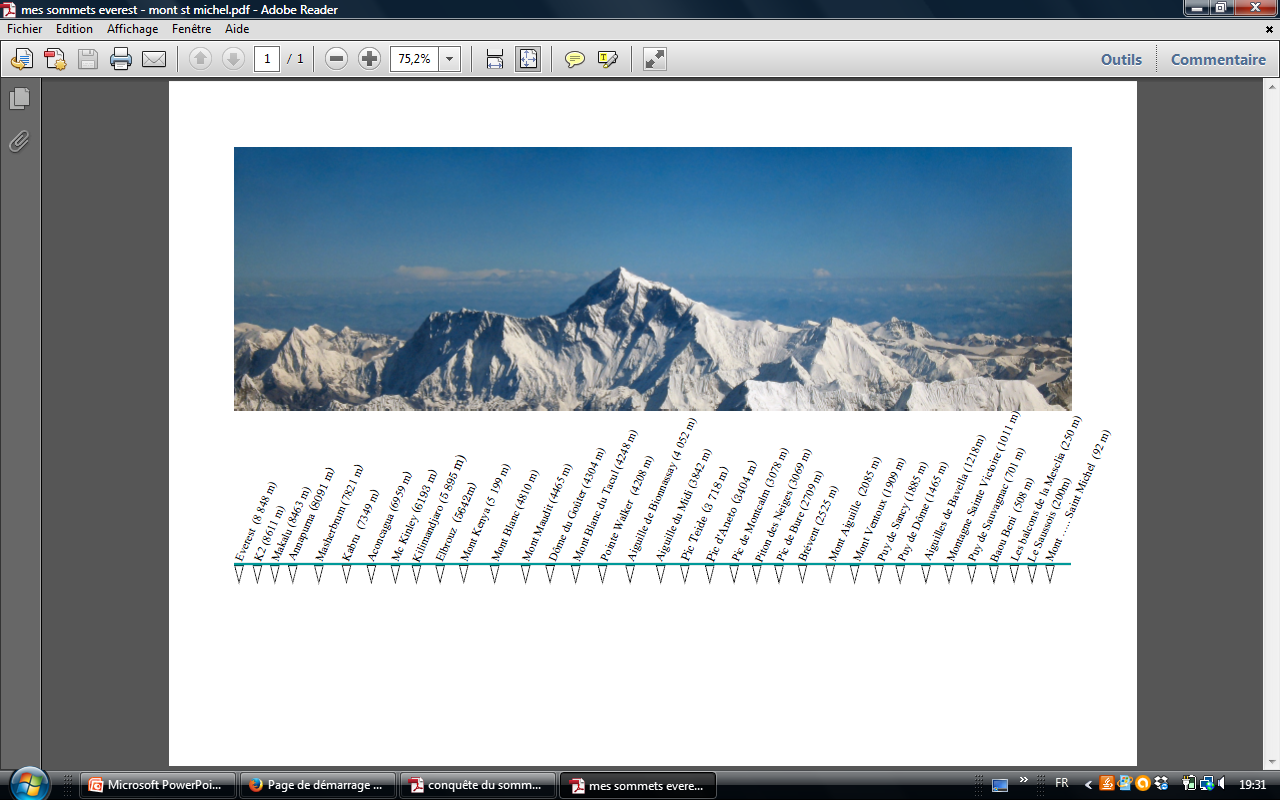 mes sommets everest - mont st michel.pdf - Adobe Reader
Fichier Edition Affichage Fenêtre Aide
1 / 1 75,2% Outils Commentaire
Everest (8 848 m)
K2 (8611 m)
Makalu (8463 m)
Annapurna (8091 m)
Masherbrum (7821 m)
Kabru (7349 m)
Aconcagua (6959 m)
Mc Kinley (6193 m)
Kilimandjaro (5 895 m)
Elbrouz (5642m)
Mont Kenya (5 199 m)
Mont Blanc (4810 m)
Mont Maudit (4465 m)
Dôme du Goûter (4304 m)
Mont Blanc du Tacul (4248 m)
Pointe Walker (4208 m)
Aiguille de Bionnassay (4 052 m)
Aiguille du Midi (3842 m)
Pic Teide (3 718 m)
Pic d'Aneto (3404 m)
Pic de Montcalm (3078 m)
Piton des Neiges (3069 m)
Pic de Bure (2709 m)
Brévent (2525 m)
Mont Aiguille (2085 m)
Mont Ventoux (1909 m)
Puy de Sancy (1885 m)
Puy de Dôme (1465 m)
Aiguilles de Bavella (1218m)
Montagne Sainte Victoire (1011 m)
Puy de Sauvagnac (701 m)
Baou Beni (508 m)
Les balcons de la Mesclia (250 m)
Le Saussois (200m)
Mont ..... Saint Michel (92 m)
Microsoft PowerPoi... Page de démarrage ... conquête du somm... mes sommets evere... FR 19:31